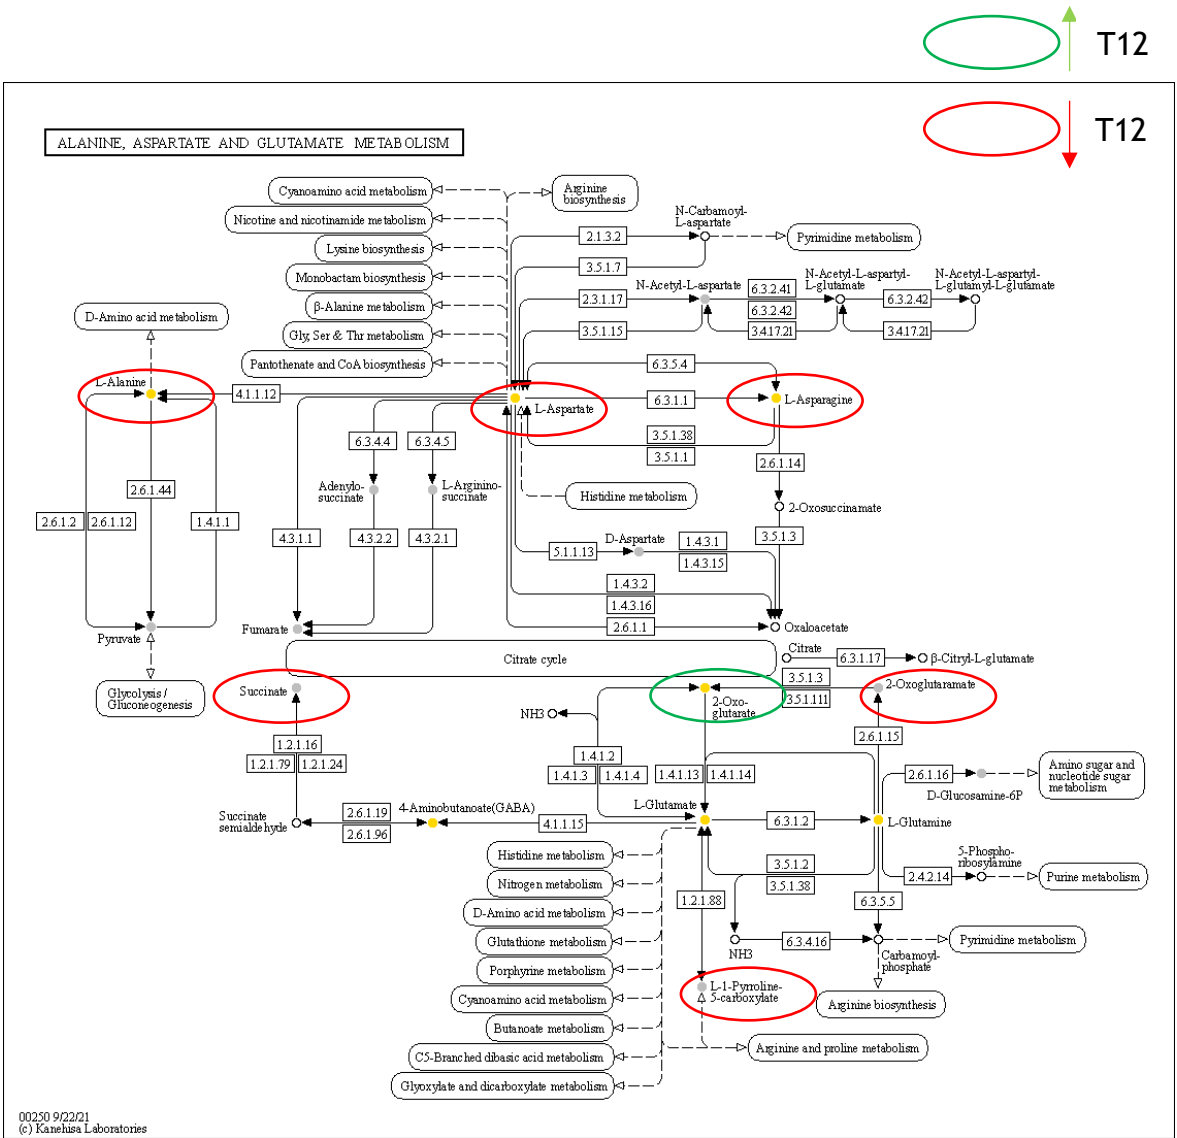 T12
T12
ALANINE, ASPARTATE AND GLUTAMATE METABOLISM
Cyanoamino acid metabolism
Arginine
biosynthesis
Nicotine and nicotinamide metabolism
Lysine biosynthesis
Monobactam biosynthesis
β-Alanine metabolism
Gly, Ser & Thr metabolism
Pantothenate and CoA biosynthesis
D-Amino acid metabolism
N-Carbamoyl-
L-aspartate
2.1.3.2
Pyrimidine metabolism
3.5.1.7
N-Acetyl-L-aspartate
N-Acetyl-L-aspartyl-
L-glutamate
N-Acetyl-L-aspartyl-
L-glutamyl-L-glutamate
2.3.1.17
6.3.2.41
6.3.2.42
6.3.2.42
3.5.1.15
3.4.17.21
3.4.17.21
L-Alanine
4.1.1.12
L-Aspartate
6.3.5.4
6.3.1.1
L-Asparagine
3.5.1.38
3.5.1.1
6.3.4.4
6.3.4.5
2.6.1.14
2.6.1.44
Adenylo-
succinate
L-Arginino-
succinate
Histidine metabolism
2-Oxosuccinamate
2.6.1.2
2.6.1.12
1.4.1.1
4.3.1.1
4.3.2.2
4.3.2.1
D-Aspartate
5.1.1.13
1.4.3.1
1.4.3.15
3.5.1.3
1.4.3.2
1.4.3.16
2.6.1.1
Oxaloacetate
Pyruvate
Fumarate
Citrate cycle
Citrate
6.3.1.17
β-Citryl-L-glutamate
Glycolysis /
Gluconeogenesis
Succinate
NH3
2-Oxo-
glutarate
3.5.1.3
3.5.1.111
2-Oxoglutaramate
1.2.1.16
1.2.1.79
1.2.1.24
1.4.1.2
1.4.1.3
1.4.1.4
1.4.1.13
1.4.1.14
2.6.1.15
2.6.1.16
D-Glucosamine-6P
Amino sugar and
nucleotide sugar
metabolism
Succinate
semialdehyde
2.6.1.19
2.6.1.96
4-Aminobutanoate(GABA)
4.1.1.15
L-Glutamate
6.3.1.2
L-Glutamine
3.5.1.2
3.5.1.38
5-Phospho-
ribosylamine
2.4.2.14
Purine metabolism
Histidine metabolism
Nitrogen metabolism
D-Amino acid metabolism
Glutathione metabolism
Porphyrine metabolism
Cyanoamino acid metabolism
Butanoate metabolism
C5-Branched dibasic acid metabolism
Glyoxylate and dicarboxylate metabolism
1.2.1.88
6.3.5.5
NH3
6.3.4.16
Carbamoyl-
phosphate
Pyrimidine metabolism
L-1-Pyrroline-
5-carboxylate
Arginine biosynthesis
Arginine and proline metabolism
00250 9/22/21
(c) Kanehisa Laboratories